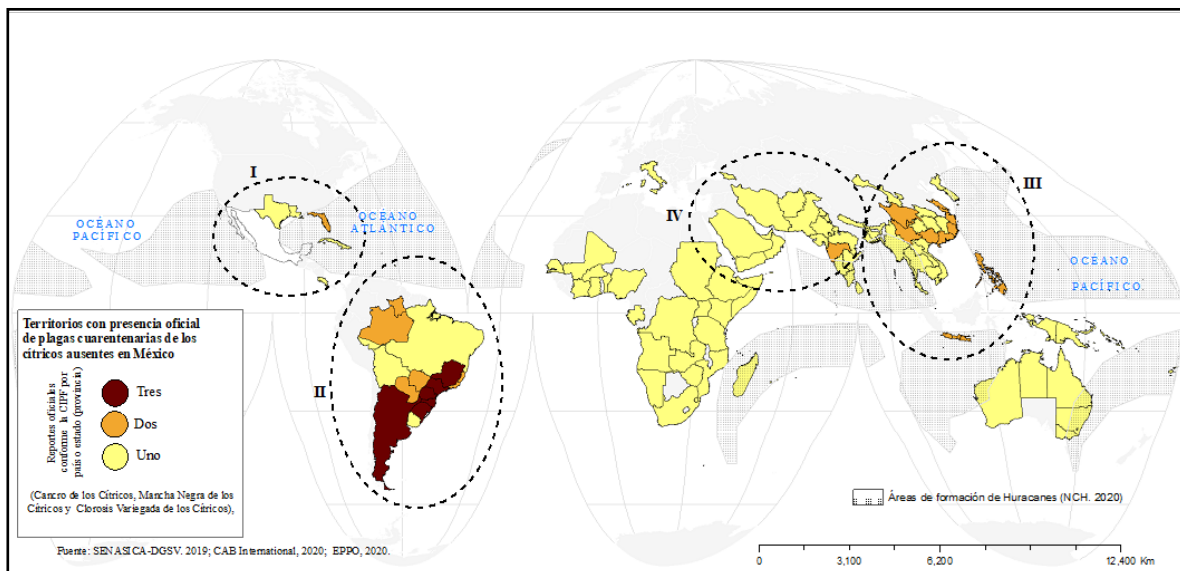 I
OCÉANO
PACÍFICO
OCÉANO
ATLÁNTICO
II
IV
III
OCÉANO
PACÍFICO.
Territorios con presencia oficial
de plagas cuarentenarias de los
cítricos ausentes en México
Reportes oficiales
conforme la CIPF por
país o estado (provincia)
Tres
Dos
Uno
(Cancro de los Cítricos, Mancha Negra de los
Cítricos y Clorosis Variegada de los Cítricos),
Áreas de formación de Huracanes (NCH. 2020)
Fuente: SENASICA-DGSV. 2019; CAB International, 2020; EPPO, 2020.
0 3,100 6,200 12,400 Km